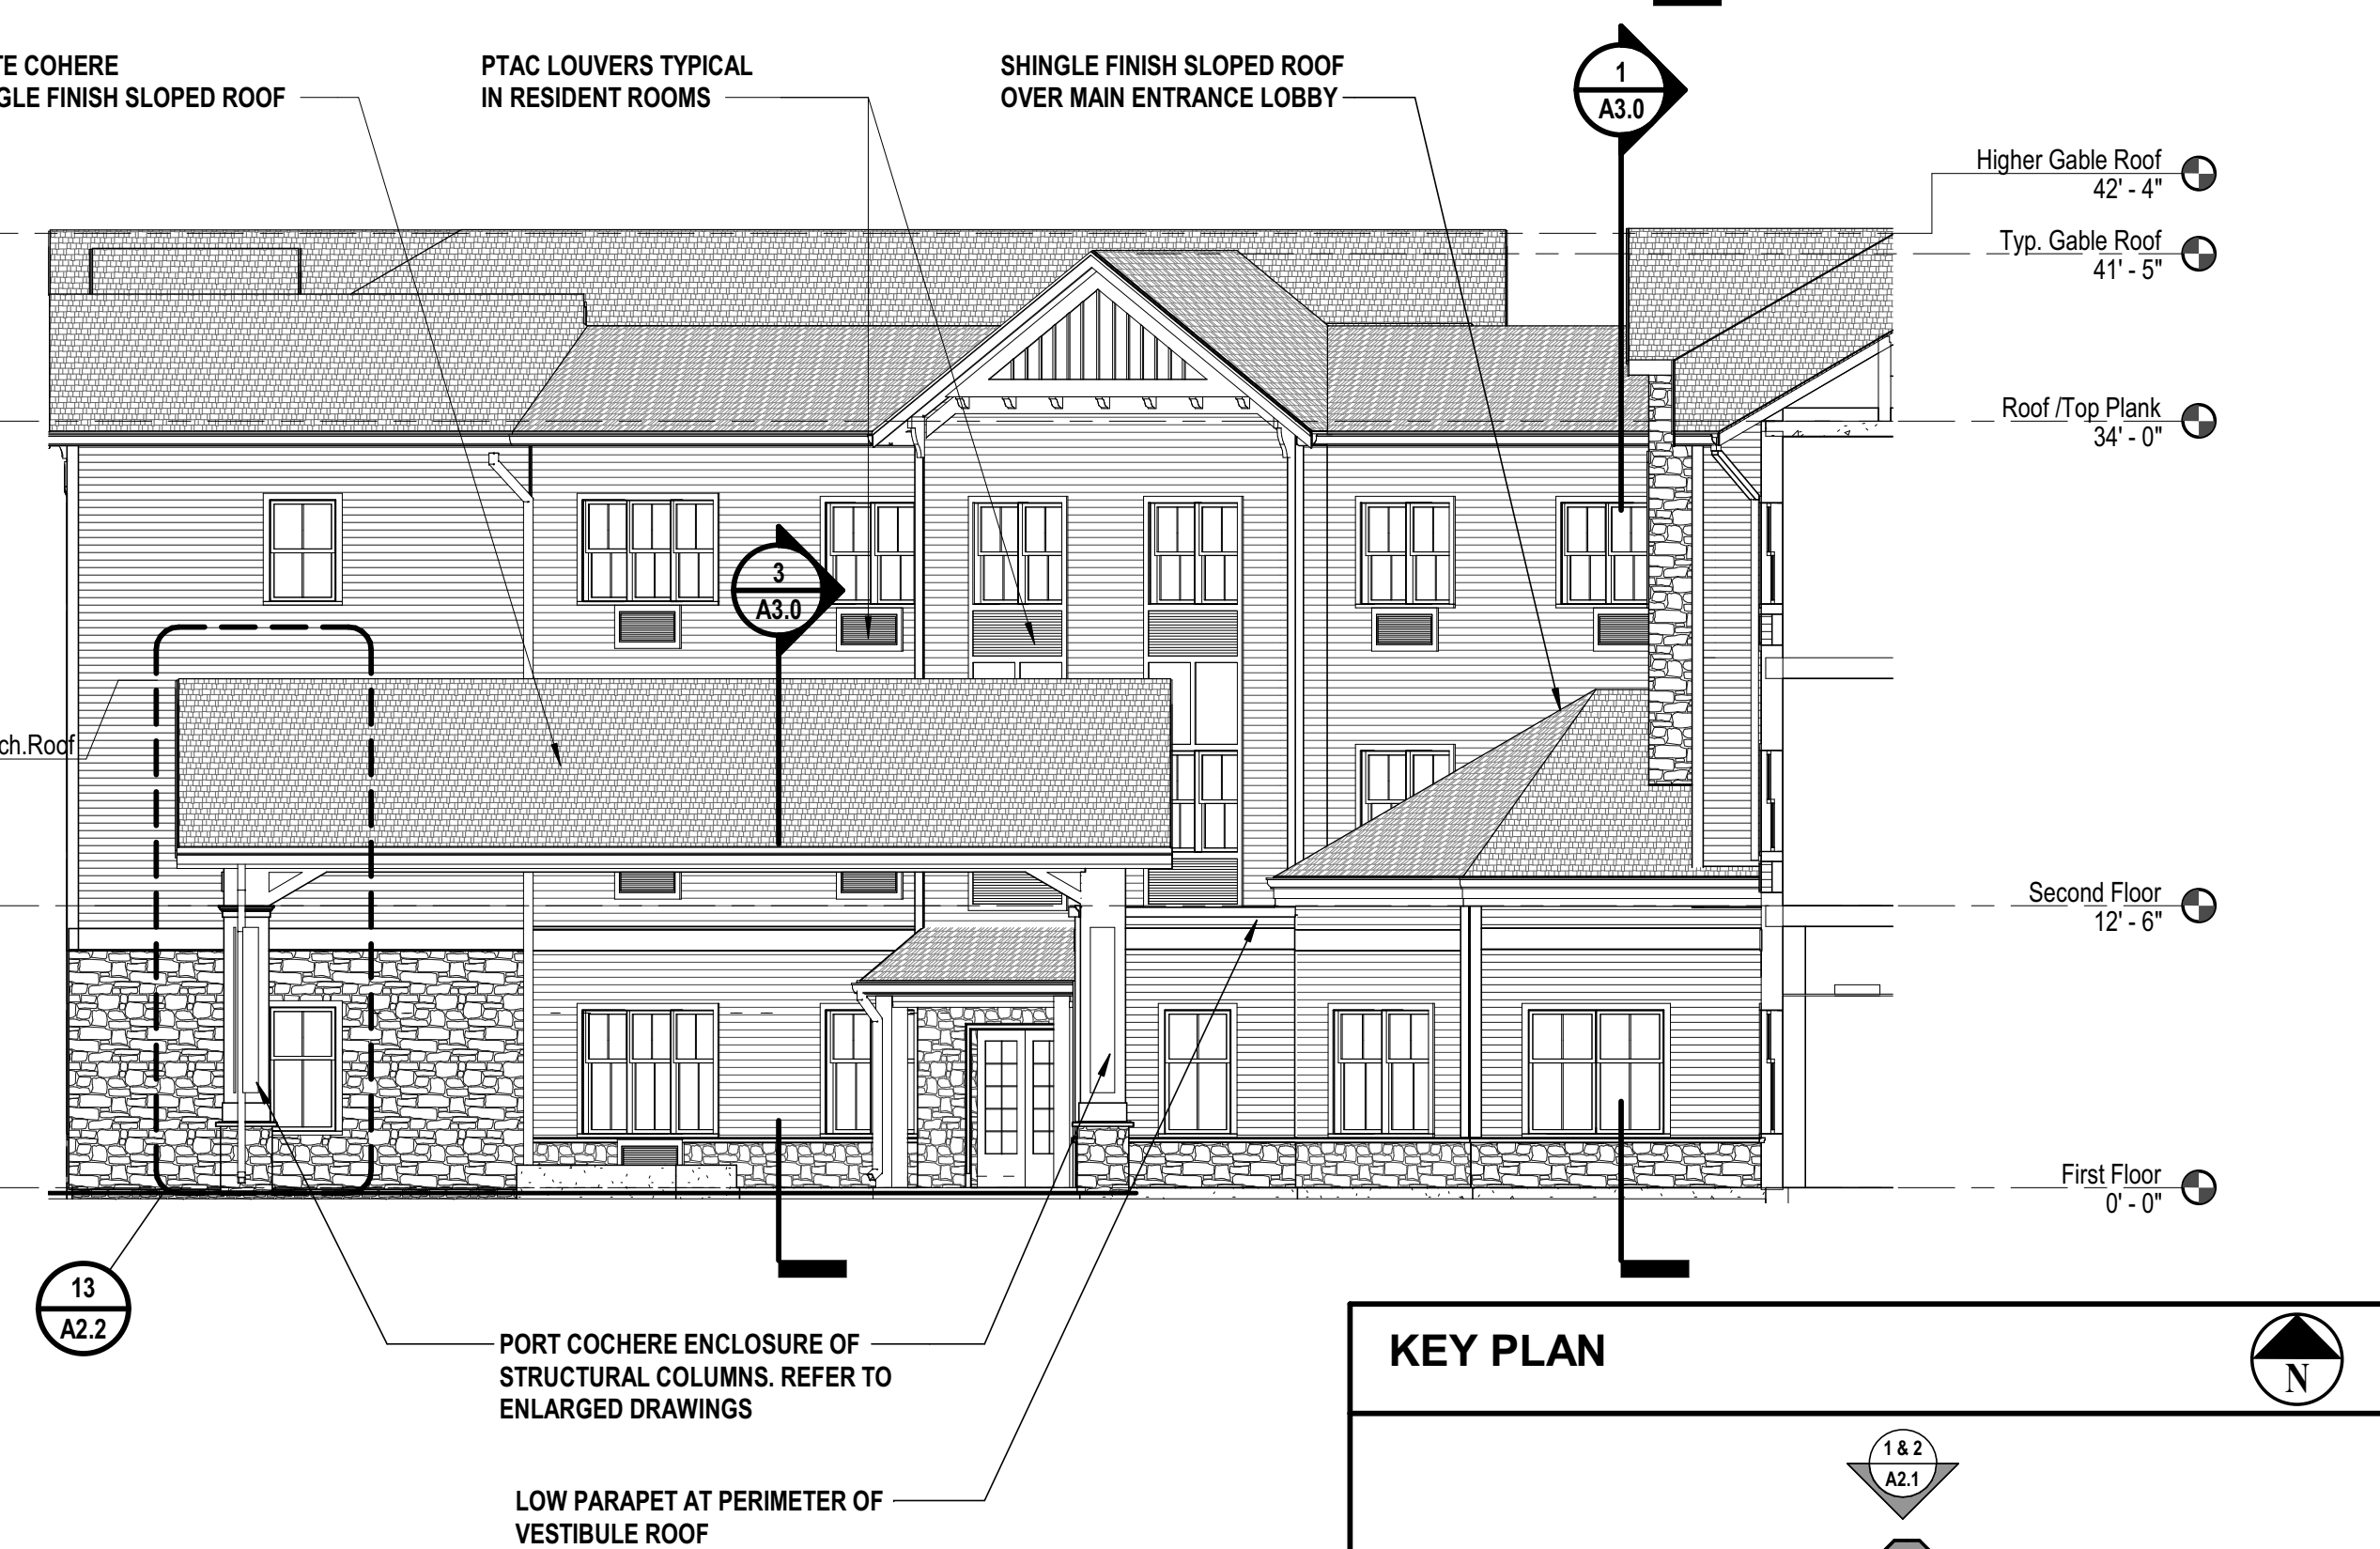 TE COHERE
GLE FINISH SLOPED ROOF
PTAC LOUVERS TYPICAL
IN RESIDENT ROOMS
SHINGLE FINISH SLOPED ROOF
OVER MAIN ENTRANCE LOBBY
1
A3.0
Higher Gable Roof
42' - 4"
Typ. Gable Roof
41' - 5"
Roof /Top Plank
34' - 0"
3
A3.0
ch.Roof
Second Floor
12' - 6"
First Floor
0' - 0"
13
A2.2
PORT COCHERE ENCLOSURE OF
STRUCTURAL COLUMNS. REFER TO
ENLARGED DRAWINGS
LOW PARAPET AT PERIMETER OF
VESTIBULE ROOF
KEY PLAN
N
1 & 2
A2.1